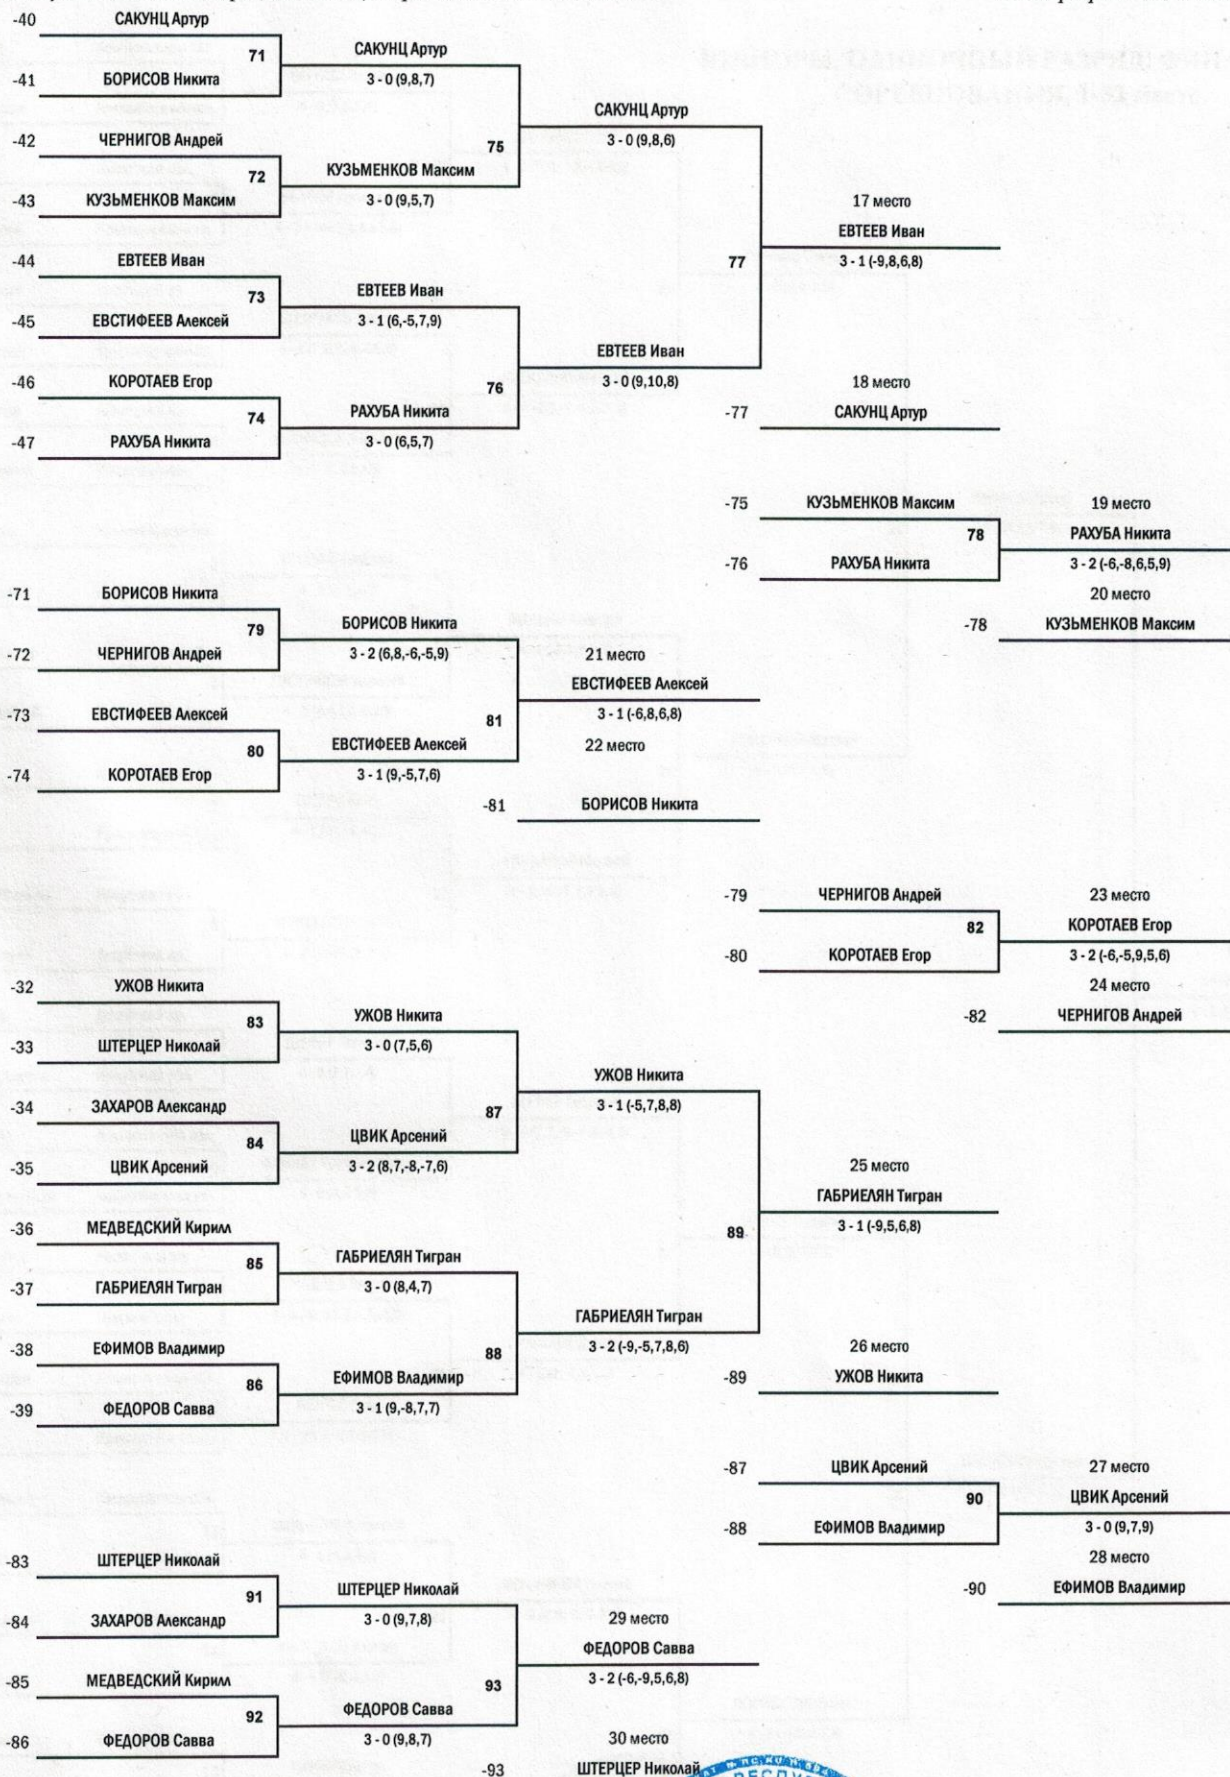 -40 САКУНЦ Артур
71 САКУНЦ Артур
-41 БОРИСОВ Никита 3 - 0 (9,8,7)
САКУНЦ Артур
-42 ЧЕРНИГОВ Андрей 75 3 - 0 (9,8,6)
72 КУЗЬМЕНКОВ Максим
-43 КУЗЬМЕНКОВ Максим 3 - 0 (9,5,7) 17 место
ЕВТЕЕВ Иван
-44 ЕВТЕЕВ Иван 77 3 - 1 (-9,8,6,8)
73 ЕВТЕЕВ Иван
-45 ЕВСТИФЕЕВ Алексей 3 - 1 (6,-5,7,9)
ЕВТЕЕВ Иван
-46 КОРОТАЕВ Егор 76 3 - 0 (9,10,8) 18 место
74 РАХУБА Никита -77 САКУНЦ Артур
-47 РАХУБА Никита 3 - 0 (6,5,7)
-75 КУЗЬМЕНКОВ Максим 19 место
78 РАХУБА Никита
-76 РАХУБА Никита 3 - 2 (-6,-8,6,5,9)
-71 БОРИСОВ Никита 20 место
79 БОРИСОВ Никита -78 КУЗЬМЕНКОВ Максим
-72 ЧЕРНИГОВ Андрей 3 - 2 (6,8,-6,-5,9) 21 место
ЕВСТИФЕЕВ Алексей
-73 ЕВСТИФЕЕВ Алексей 81 3 - 1 (-6,8,6,8)
80 ЕВСТИФЕЕВ Алексей 22 место
-74 КОРОТАЕВ Егор 3 - 1 (9,-5,7,6)
-81 БОРИСОВ Никита
-79 ЧЕРНИГОВ Андрей 23 место
82 КОРОТАЕВ Егор
-80 КОРОТАЕВ Егор 3 - 2 (-6,-5,9,5,6)
-32 УЖОВ Никита 24 место
83 УЖОВ Никита -82 ЧЕРНИГОВ Андрей
-33 ШТЕРЦЕР Николай 3 - 0 (7,5,6)
УЖОВ Никита
-34 ЗАХАРОВ Александр 87 3 - 1 (-5,7,8,8)
84 ЦВИК Арсений
-35 ЦВИК Арсений 3 - 2 (8,7,-8,-7,6) 25 место
ГАБРИЕЛЯН Тигран
-36 МЕДВЕДСКИЙ Кирилл 89 3 - 1 (-9,5,6,8)
85 ГАБРИЕЛЯН Тигран
-37 ГАБРИЕЛЯН Тигран 3 - 0 (8,4,7)
ГАБРИЕЛЯН Тигран
-38 ЕФИМОВ Владимир 88 3 - 2 (-9,-5,7,8,6) 26 место
86 ЕФИМОВ Владимир -89 УЖОВ Никита
-39 ФЕДОРОВ Савва 3 - 1 (9,-8,7,7)
-87 ЦВИК Арсений 27 место
90 ЦВИК Арсений
-88 ЕФИМОВ Владимир 3 - 0 (9,7,9)
-83 ШТЕРЦЕР Николай 28 место
91 ШТЕРЦЕР Николай -90 ЕФИМОВ Владимир
-84 ЗАХАРОВ Александр 3 - 0 (9,7,8) 29 место
ФЕДОРОВ Савва
-85 МЕДВЕДСКИЙ Кирилл 93 3 - 2 (-6,-9,5,6,8)
92 ФЕДОРОВ Савва
-86 ФЕДОРОВ Савва 3 - 0 (9,8,7) 30 место
-93 ШТЕРЦЕР Николай